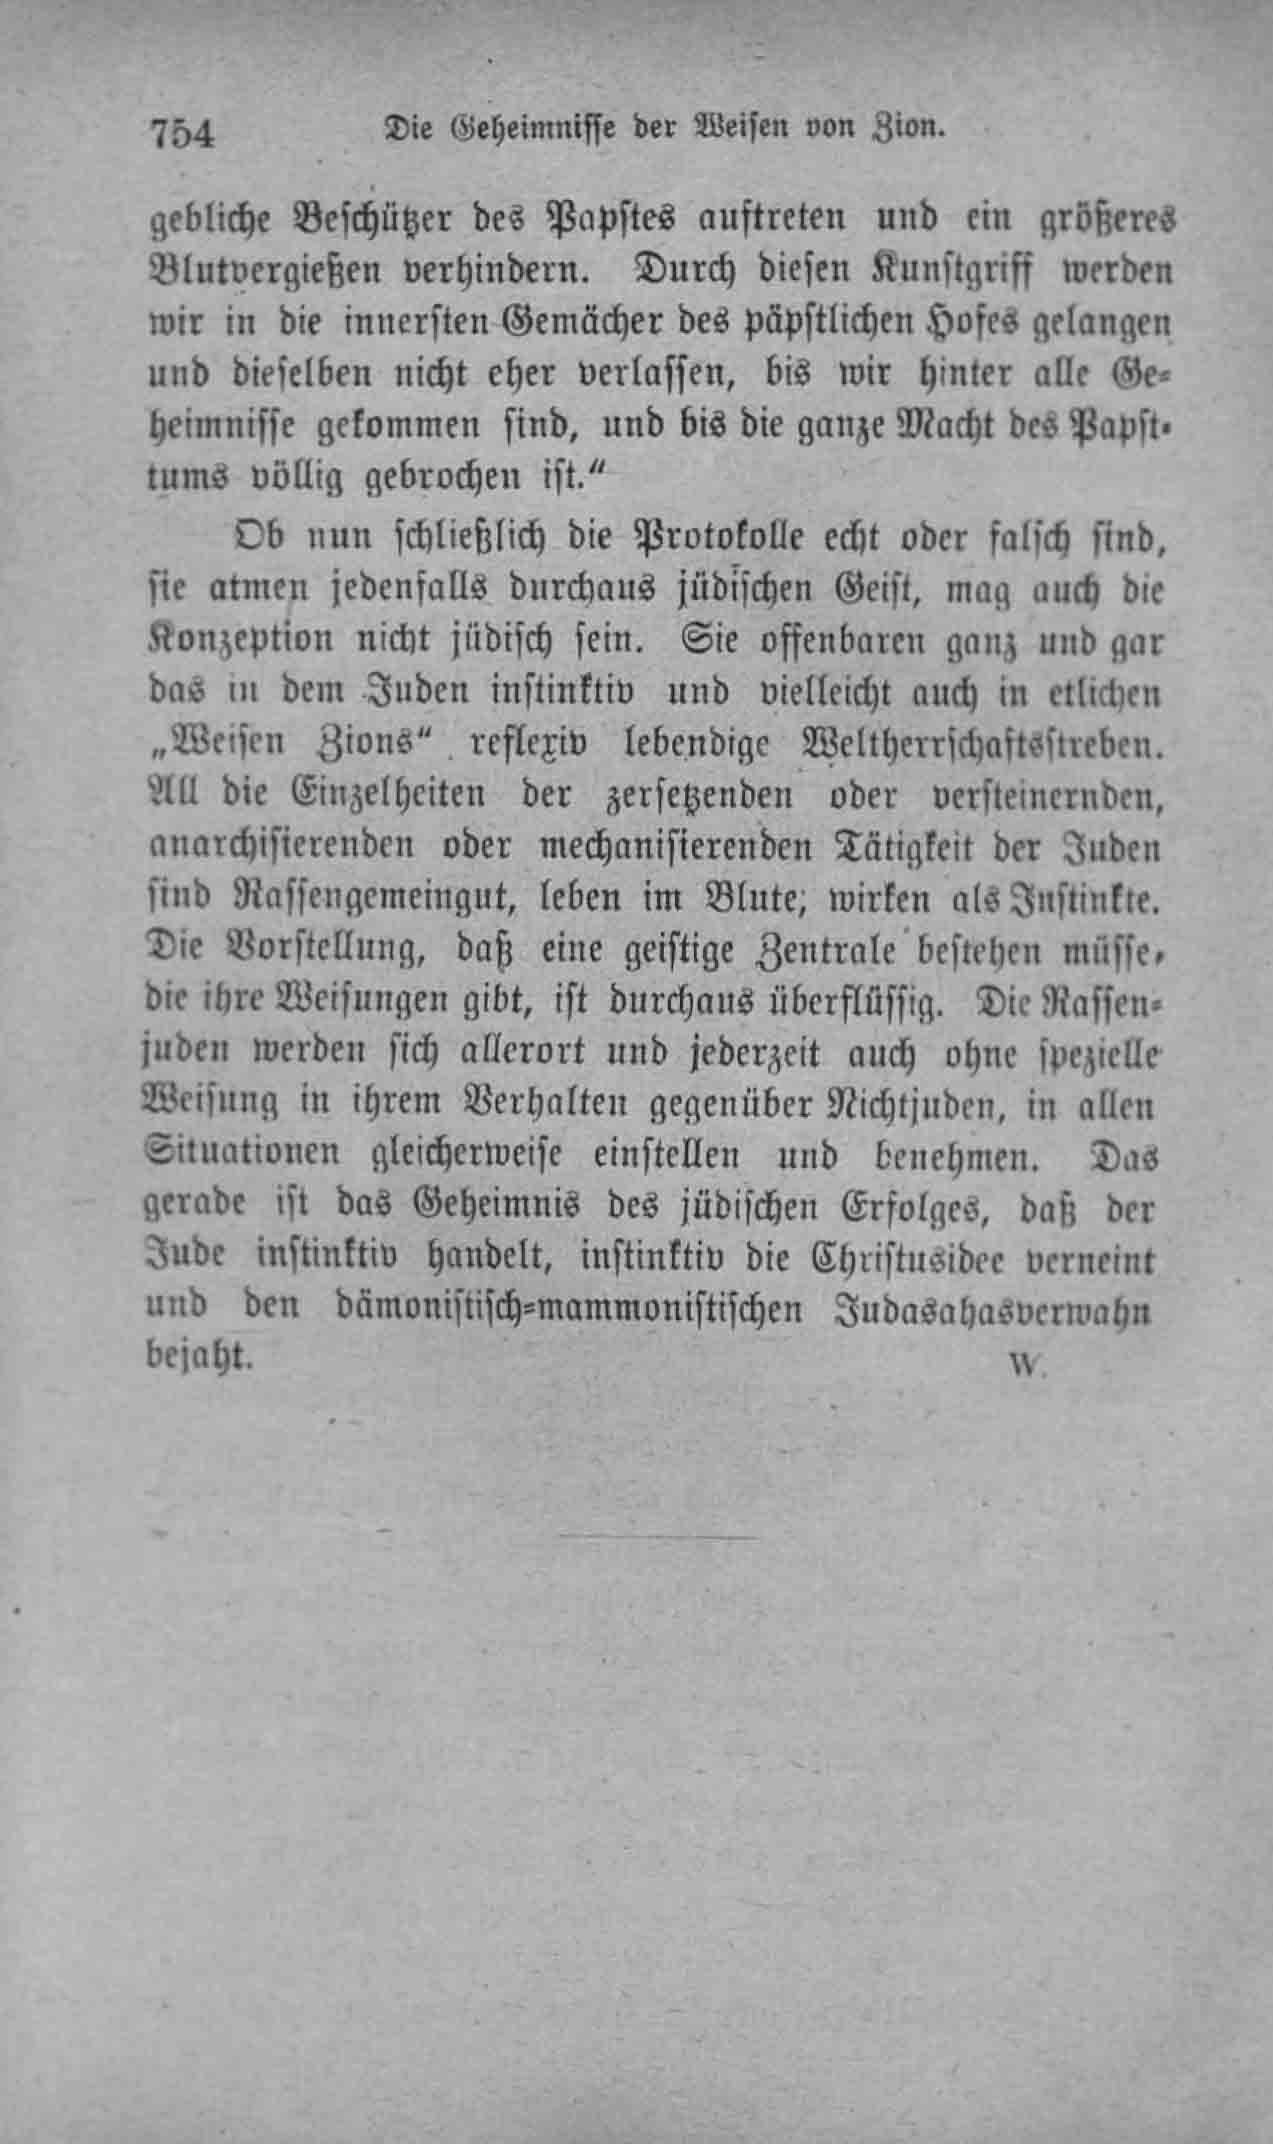 754 Die Geheimnisse der Weisen von Zion.
gebliche Beschützer des Papstes auftreten und ein größeres
Blutvergießen verhindern. Durch diesen Kunstgriff werden
wir in die innersten Gemächer des päpstlichen Hofes gelangen
und dieselben nicht eher verlassen, bis wir hinter alle Ge-
heimnisse gekommen sind, und bis die ganze Macht des Papst-
tums völlig gebrochen ist.“
Ob nun schließlich die Protokolle echt oder falsch sind,
sie atmen jedenfalls durchaus jüdischen Geist, mag auch die
Konzeption nicht jüdisch sein. Sie offenbaren ganz und gar
das in dem Juden instinktiv und vielleicht auch in etlichen
„Weisen Zions“ reflexiv lebendige Weltherrschaftsstreben.
All die Einzelheiten der zersetzenden oder versteinernden,
anarchisierenden oder mechanisierenden Tätigkeit der Juden
sind Rassengemeingut, leben im Blute, wirken als Instinkte.
Die Vorstellung, daß eine geistige Zentrale bestehen müsse,
die ihre Weisungen gibt, ist durchaus überflüssig. Die Rassen-
juden werden sich allerort und jederzeit auch ohne spezielle
Weisung in ihrem Verhalten gegenüber Nichtjuden, in allen
Situationen gleicherweise einstellen und benehmen. Das
gerade ist das Geheimnis des jüdischen Erfolges, daß der
Jude instinktiv handelt, instinktiv die Christusidee verneint
und den dämonistisch-mammonistischen Judasahasverwahn
bejaht. W.